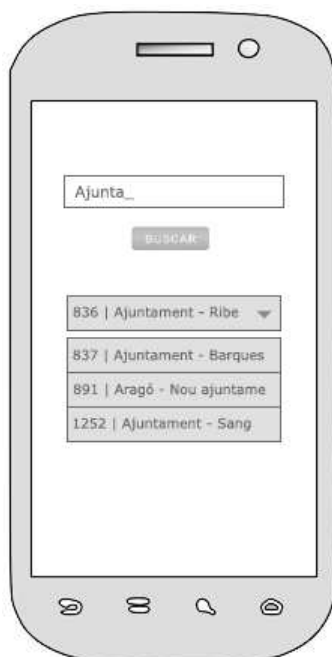 Ajunta_
BUSCAR
836 | Ajuntament - Ribe
837 | Ajuntament - Barques
891 | Aragó - Nou ajuntame
1252 | Ajuntament - Sang